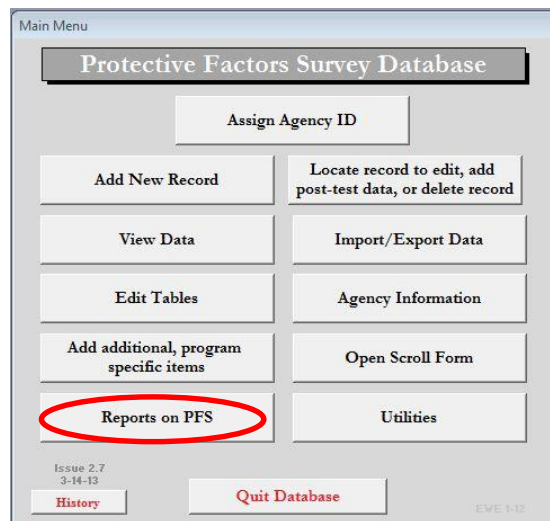 Main Menu
Protective Factors Survey Database
Assign Agency ID
Add New Record
Locate record to edit, add
post-test data, or delete record
View Data
Import/Export Data
Edit Tables
Agency Information
Add additional, program
specific items
Open Scroll Form
Reports on PFS
Utilities
Issue 2.7
3-14-13
History
Quit Database
EWE 1-12